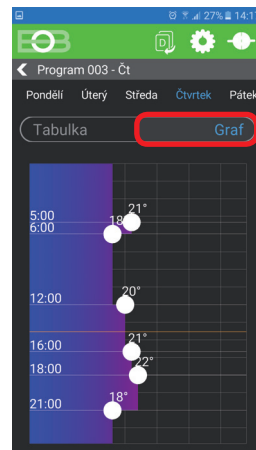 27% 14:1
EOB
D
Program 003 - Čt
Pondělí Úterý Středa Čtvrtek Pátek
Tabulka Graf
5:00 21°
6:00 18
12:00 20°
16:00 21°
18:00 22°
21:00 18°